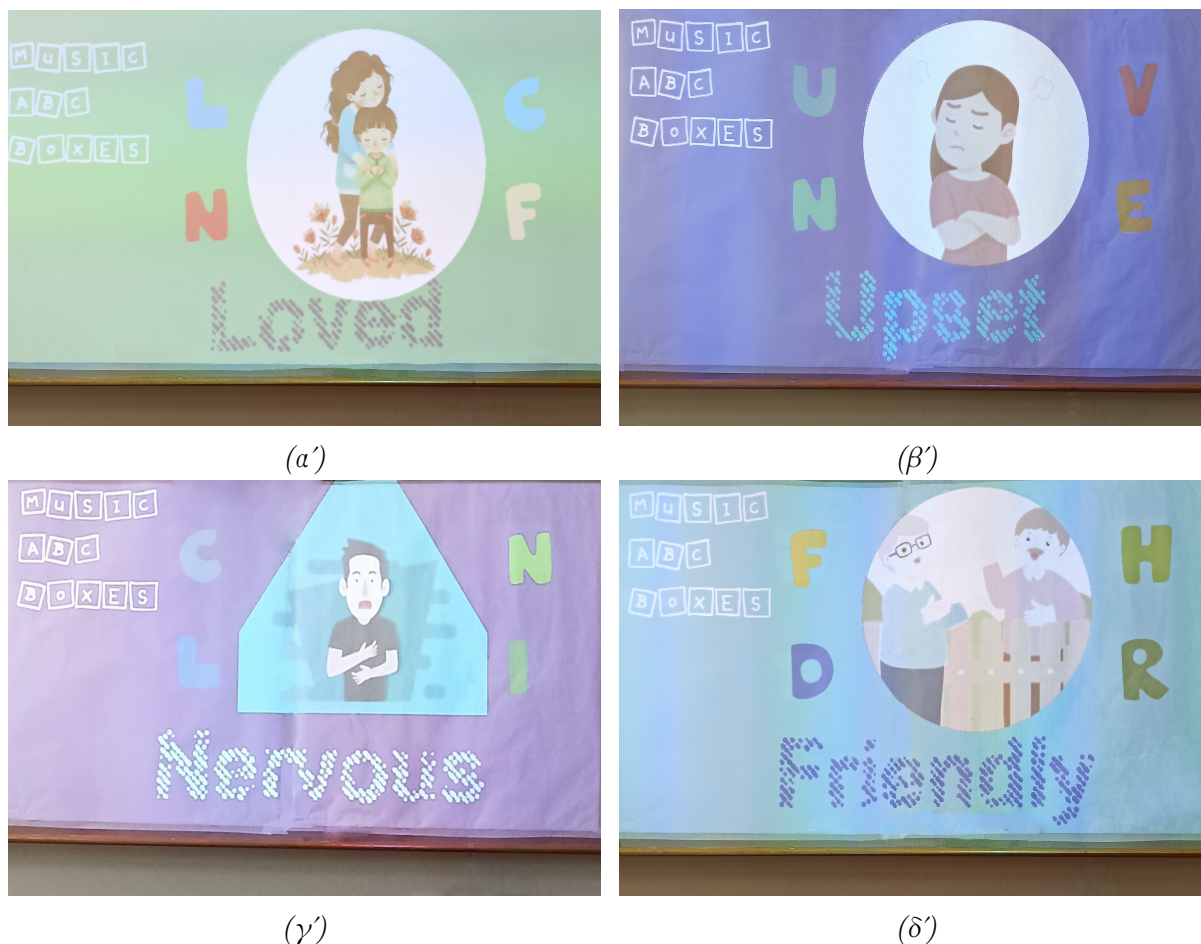 MUSIC
ABC
BOXES
L C
N F
Loved
(α′)
MUSIC
ABC
BOXES
U V
N E
Upset
(β′)
MUSIC
ABC
BOXES
C N
L I
Nervous
(γ′)
MUSIC
ABC
BOXES
F H
D R
Friendly
(δ′)